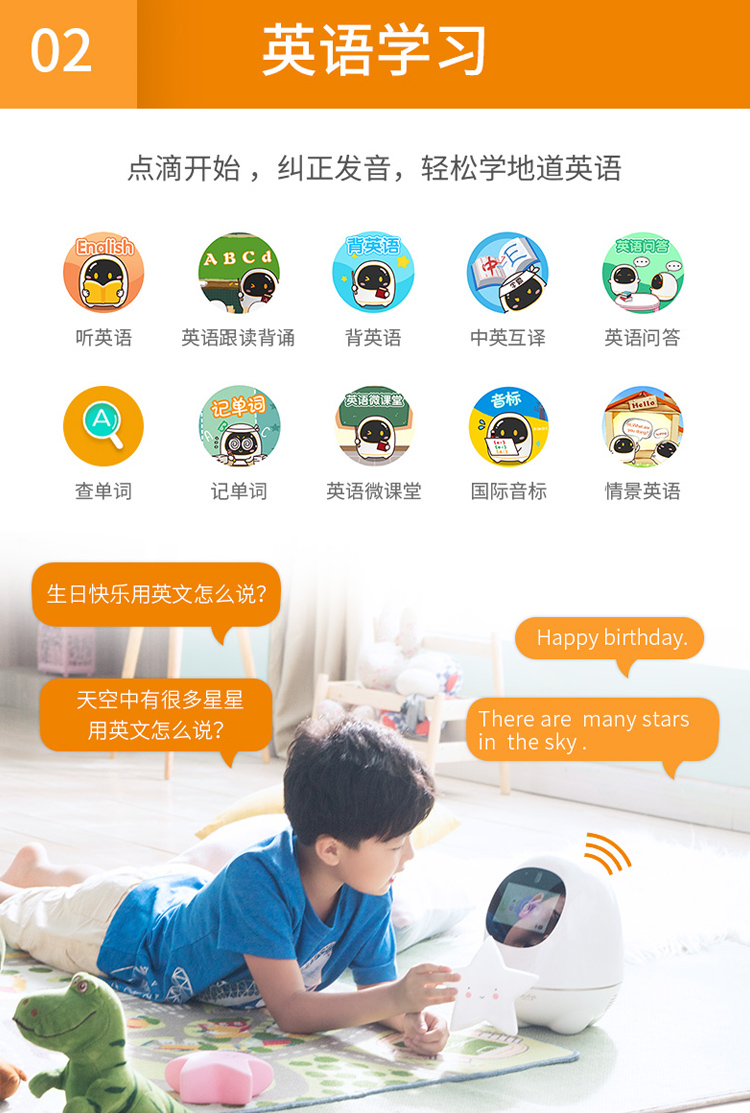 02
英语学习
点滴开始，纠正发音，轻松学地道英语
English
ABCd
背英语
中 E
英语问答
听英语
英语跟读背诵
背英语
中英互译
英语问答
A
记单词
英语微课堂
音标
Hello
查单词
记单词
英语微课堂
国际音标
情景英语
生日快乐用英文怎么说？
Happy birthday.
天空中有很多星星
用英文怎么说？
There are many stars
in the sky .